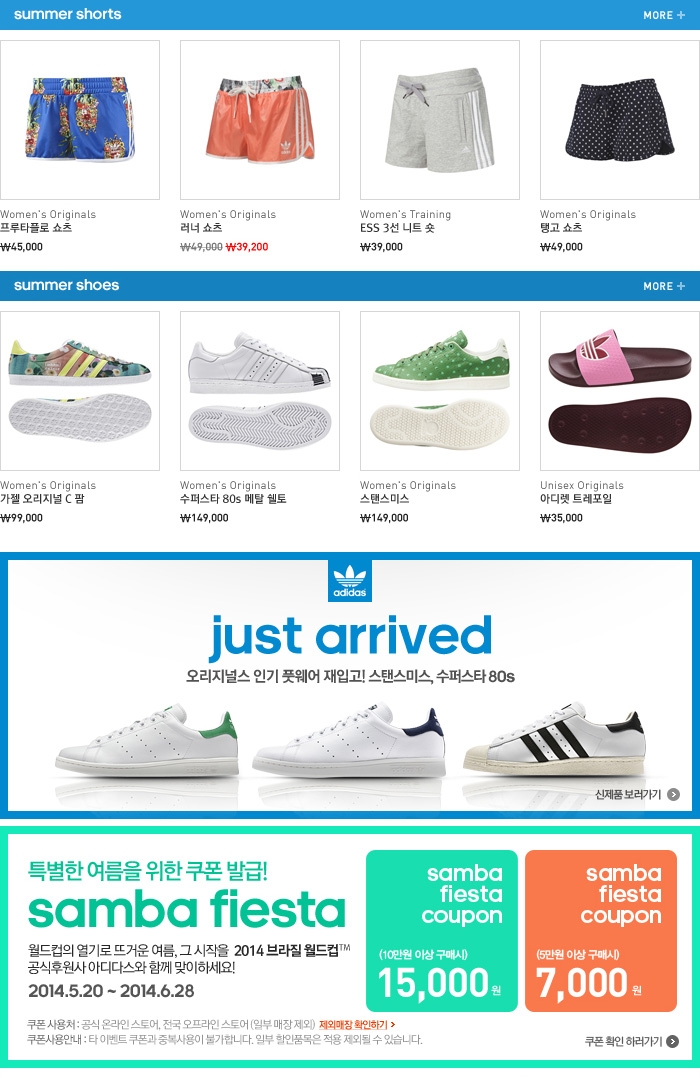 summer shorts
MORE +
Women's Originals
프루타플로 쇼츠
₩45,000
Women's Originals
러너 쇼츠
₩49,000 ₩39,200
Women's Training
ESS 3선 니트 숏
₩39,000
Women's Originals
탱고 쇼츠
₩49,000
summer shoes
MORE +
Women's Originals
가젤 오리지널 C 팜
₩99,000
Women's Originals
수퍼스타 80s 메탈 쉘토
₩149,000
Women's Originals
스탠스미스
₩149,000
Unisex Originals
아디렛 트레포일
₩35,000
adidas
just arrived
오리지널스 인기 풋웨어 재입고! 스탠스미스, 수퍼스타 80s
신제품 보러가기
특별한 여름을 위한 쿠폰 발급!
samba fiesta
월드컵의 열기로 뜨거운 여름, 그 시작을 2014 브라질 월드컵™
공식후원사 아디다스와 함께 맞이하세요!
2014.5.20 ~ 2014.6.28
samba
fiesta
coupon
(10만원 이상 구매시)
15,000 원
samba
fiesta
coupon
(5만원 이상 구매시)
7,000 원
쿠폰 사용처 : 공식 온라인 스토어, 전국 오프라인 스토어 (일부 매장 제외) 제외매장 확인하기 >
쿠폰사용안내 : 타 이벤트 쿠폰과 중복사용이 불가합니다. 일부 할인품목은 적용 제외될 수 있습니다.
쿠폰 확인 하러가기